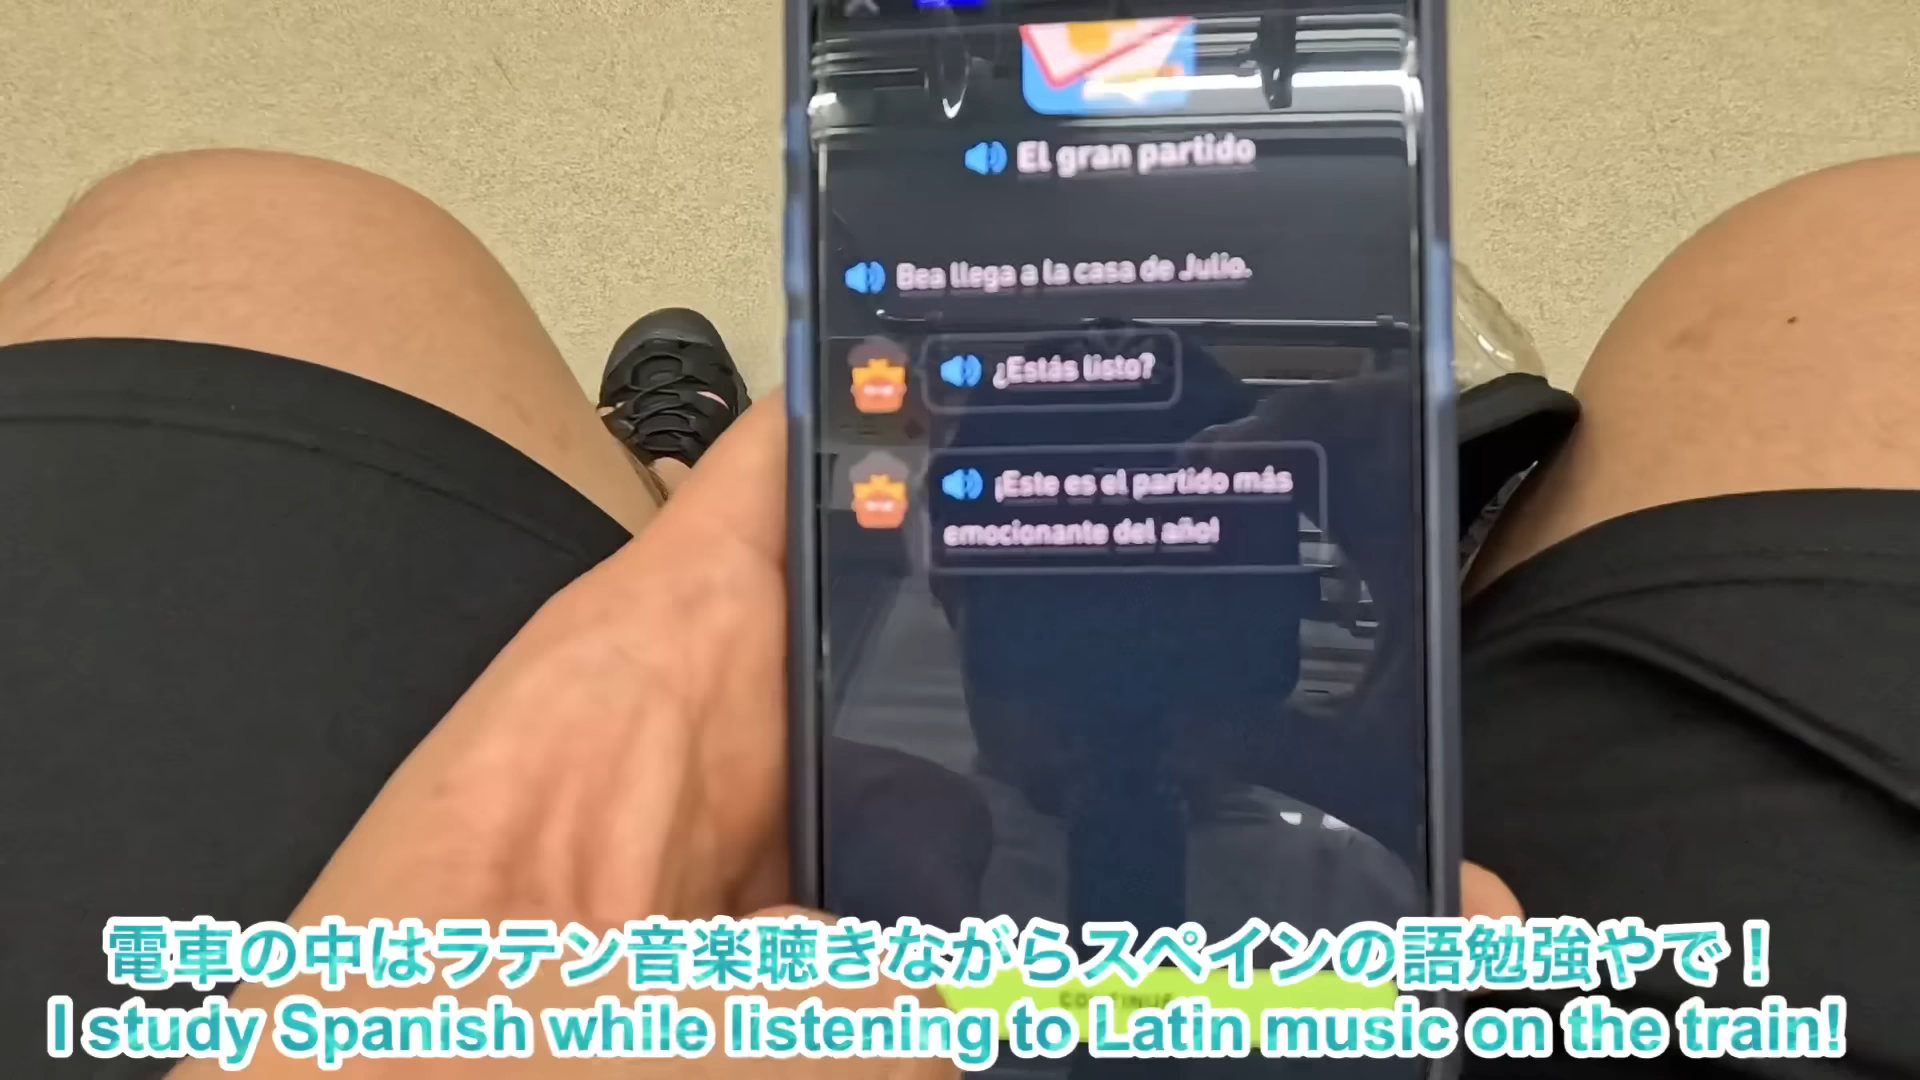 El gran partido
Bea llega a la casa de Julio.
¿Estás listo?
¡Este es el partido más
emocionante del año!
CONTINUE
電車の中はラテン音楽聴きながらスペインの語勉強やで！
I study Spanish while listening to Latin music on the train!